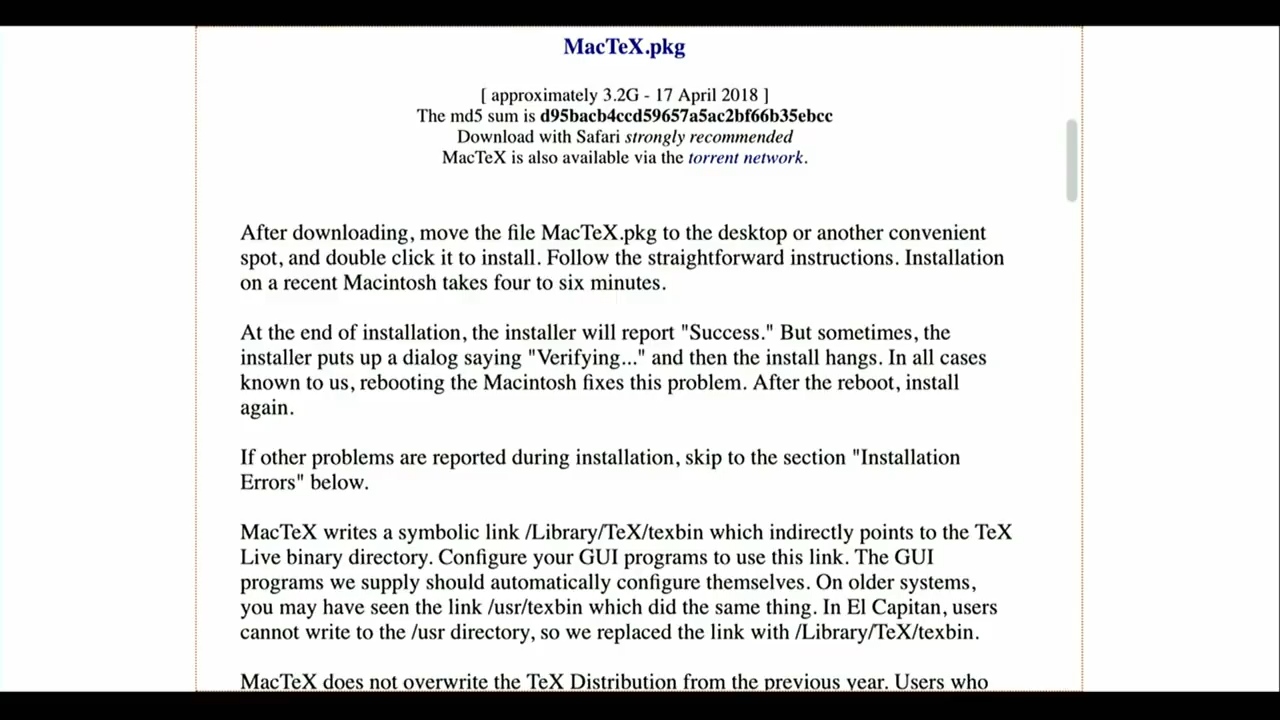 MacTeX.pkg
[ approximately 3.2G - 17 April 2018 ]
The md5 sum is d95bacb4ccd59657a5ac2bf66b35ebcc
Download with Safari strongly recommended
MacTeX is also available via the torrent network.
After downloading, move the file MacTeX.pkg to the desktop or another convenient
spot, and double click it to install. Follow the straightforward instructions. Installation
on a recent Macintosh takes four to six minutes.
At the end of installation, the installer will report "Success." But sometimes, the
installer puts up a dialog saying "Verifying..." and then the install hangs. In all cases
known to us, rebooting the Macintosh fixes this problem. After the reboot, install
again.
If other problems are reported during installation, skip to the section "Installation
Errors" below.
MacTeX writes a symbolic link /Library/TeX/texbin which indirectly points to the TeX
Live binary directory. Configure your GUI programs to use this link. The GUI
programs we supply should automatically configure themselves. On older systems,
you may have seen the link /usr/texbin which did the same thing. In El Capitan, users
cannot write to the /usr directory, so we replaced the link with /Library/TeX/texbin.
MacTeX does not overwrite the TeX Distribution from the previous year. Users who